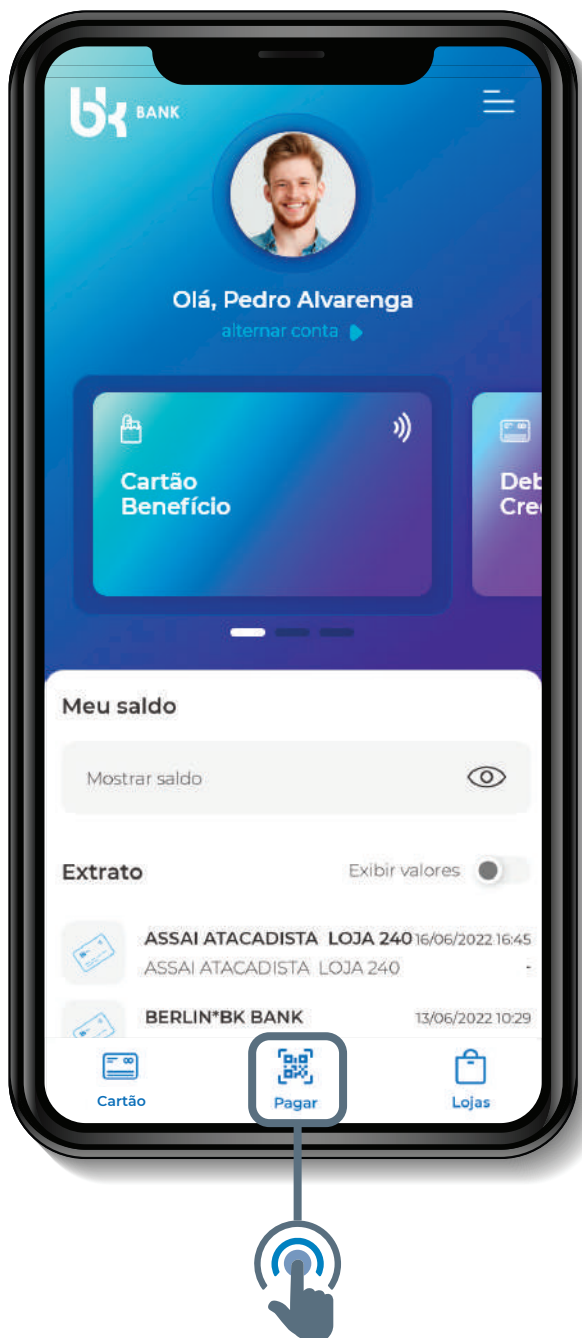 bk BANK
Olá, Pedro Alvarenga
alternar conta
Cartão
Benefício
Deb
Cre
Meu saldo
Mostrar saldo
Extrato Exibir valores
ASSAI ATACADISTA LOJA 240 16/06/2022 16:45
ASSAI ATACADISTA LOJA 240 -
BERLIN*BK BANK 13/06/2022 10:29
Cartão Pagar Lojas